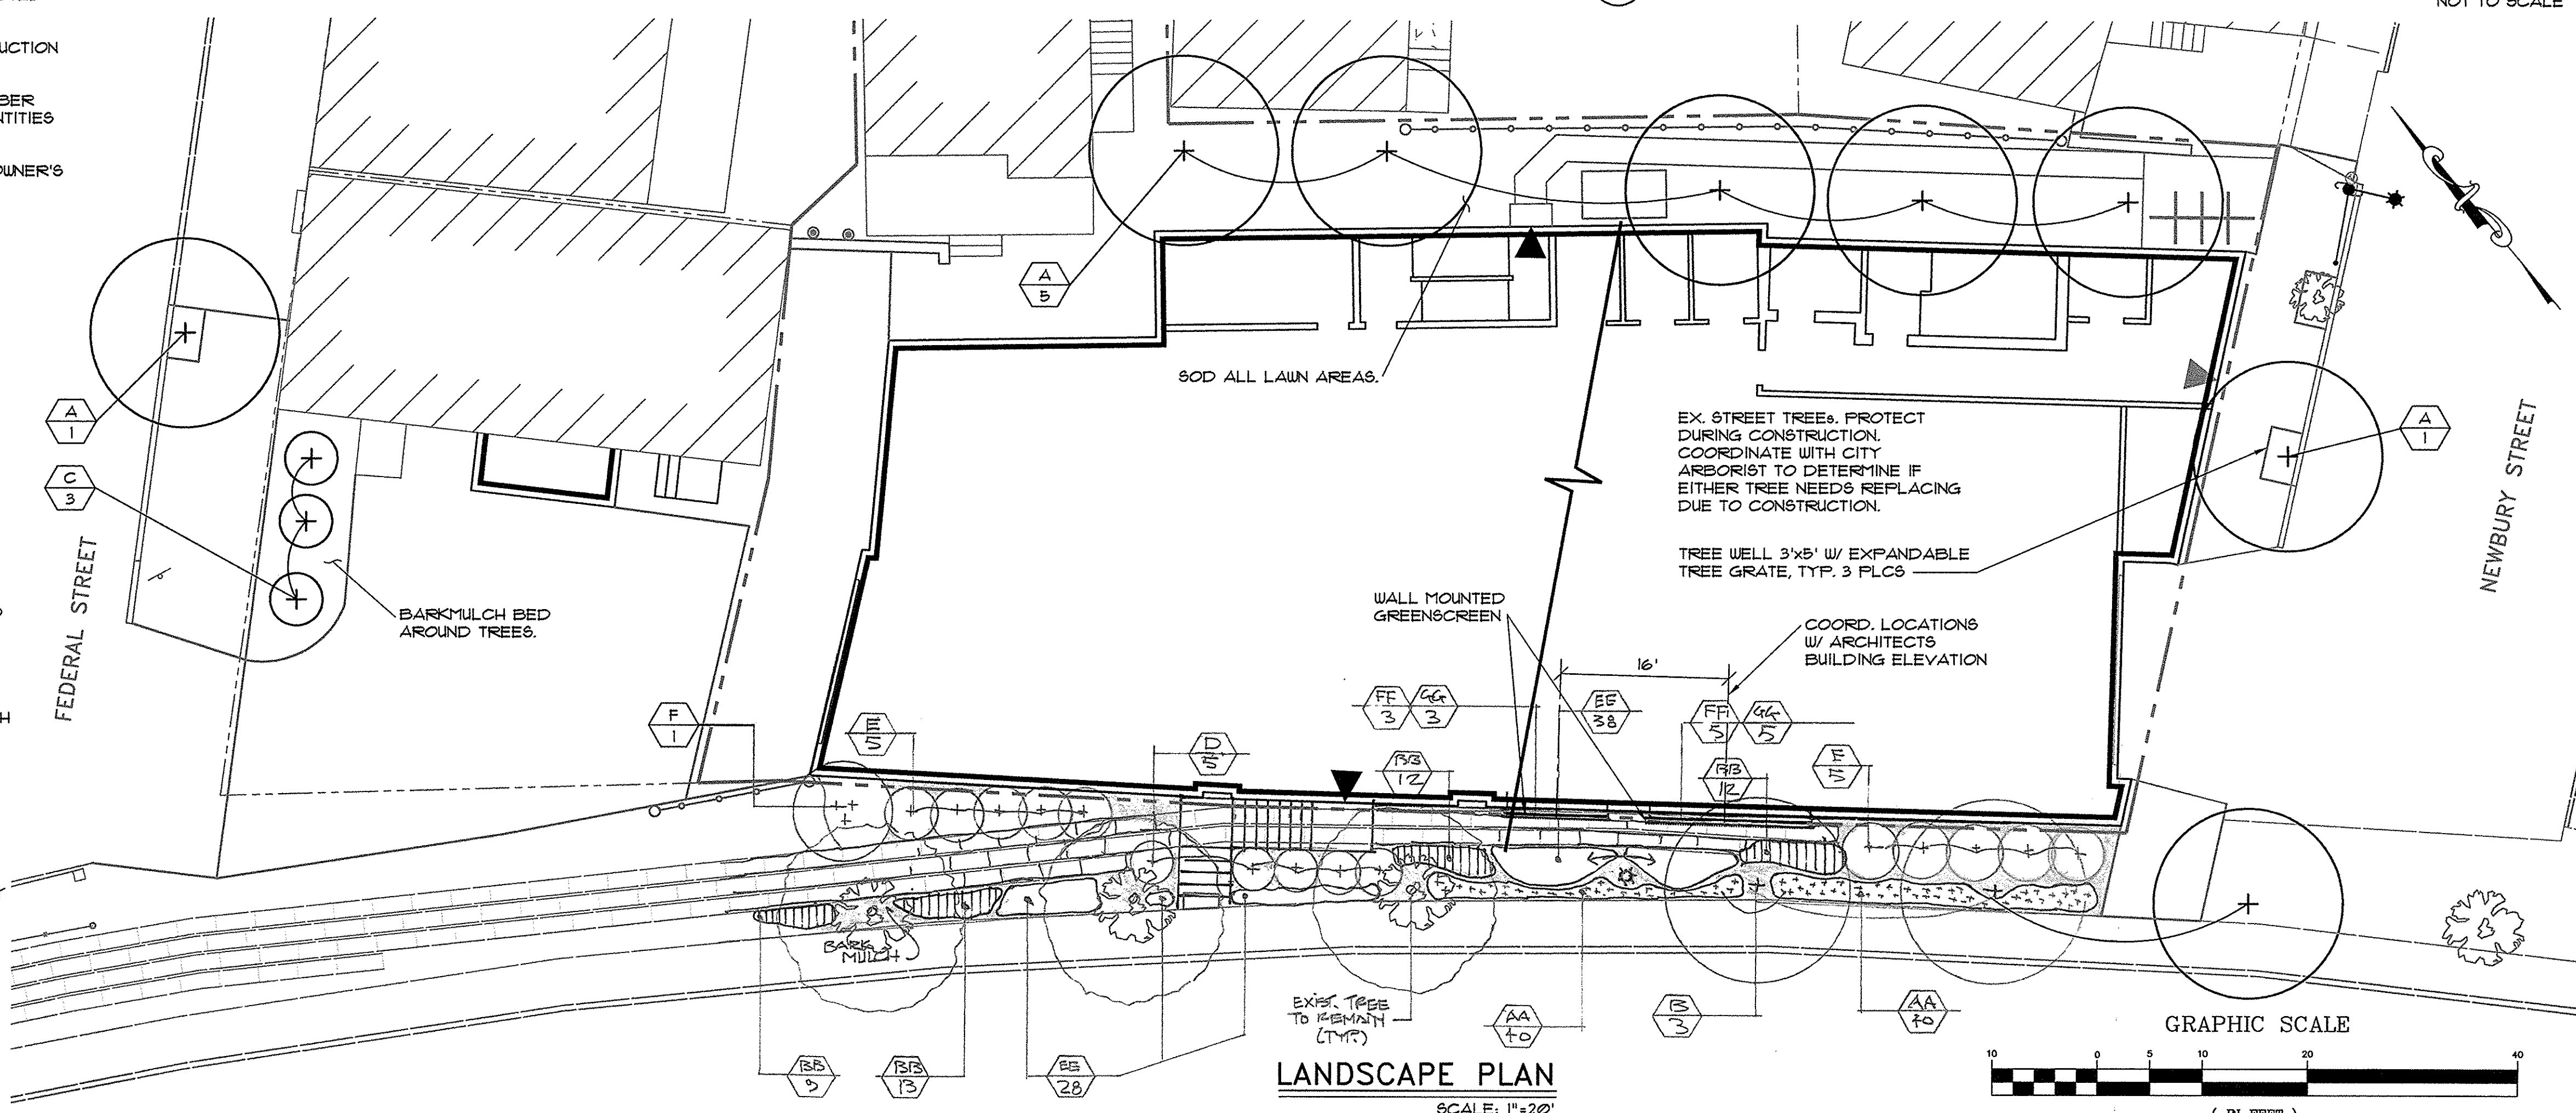 UCTION
NOT TO SCALE
BER
NTITIES
OWNER'S
A
5
A
1
C
3
FEDERAL STREET
BARKMULCH BED
AROUND TREES.
SOD ALL LAWN AREAS.
EX. STREET TREEs. PROTECT
DURING CONSTRUCTION.
COORDINATE WITH CITY
ARBORIST TO DETERMINE IF
EITHER TREE NEEDS REPLACING
DUE TO CONSTRUCTION.
TREE WELL 3'x5' W/ EXPANDABLE
TREE GRATE, TYP. 3 PLCS
A
1
NEWBURY STREET
WALL MOUNTED
GREENSCREEN
COORD. LOCATIONS
W/ ARCHITECTS
BUILDING ELEVATION
16'
H
F
1
E
5
D
5
FF
3
GG
3
BB
12
EE
38
FF
5
GG
5
BB
12
E
5
BARK
MULCH
EXIST. TREE
TO REMAIN
(TYP.)
AA
40
B
3
AA
40
BB
9
BB
13
EE
28
LANDSCAPE PLAN
SCALE: 1"=20'
GRAPHIC SCALE
10 0 5 10 20 40
( IN FEET )